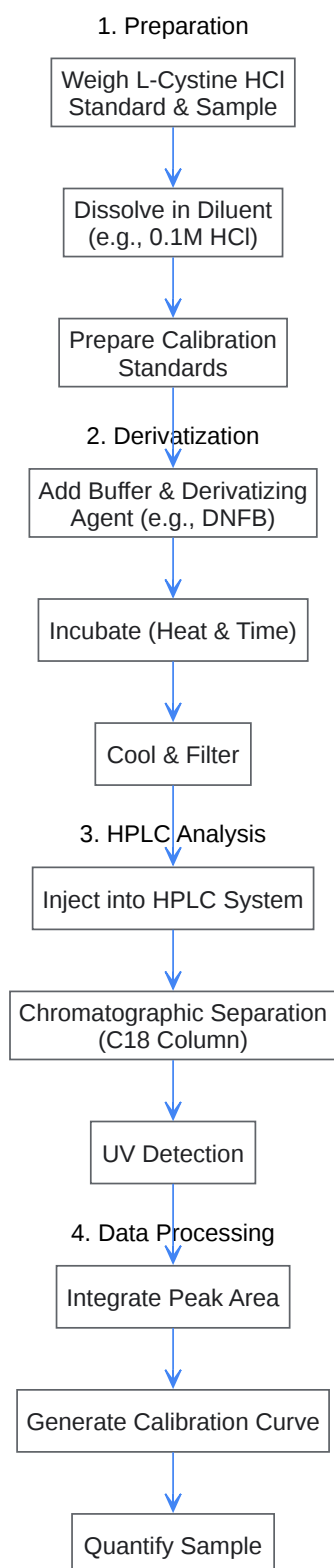 1. Preparation
Weigh L-Cystine HCl
Standard & Sample
Dissolve in Diluent
(e.g., 0.1M HCl)
Prepare Calibration
Standards
2. Derivatization
Add Buffer & Derivatizing
Agent (e.g., DNFB)
Incubate (Heat & Time)
Cool & Filter
3. HPLC Analysis
Inject into HPLC System
Chromatographic Separation
(C18 Column)
UV Detection
4. Data Processing
Integrate Peak Area
Generate Calibration Curve
Quantify Sample